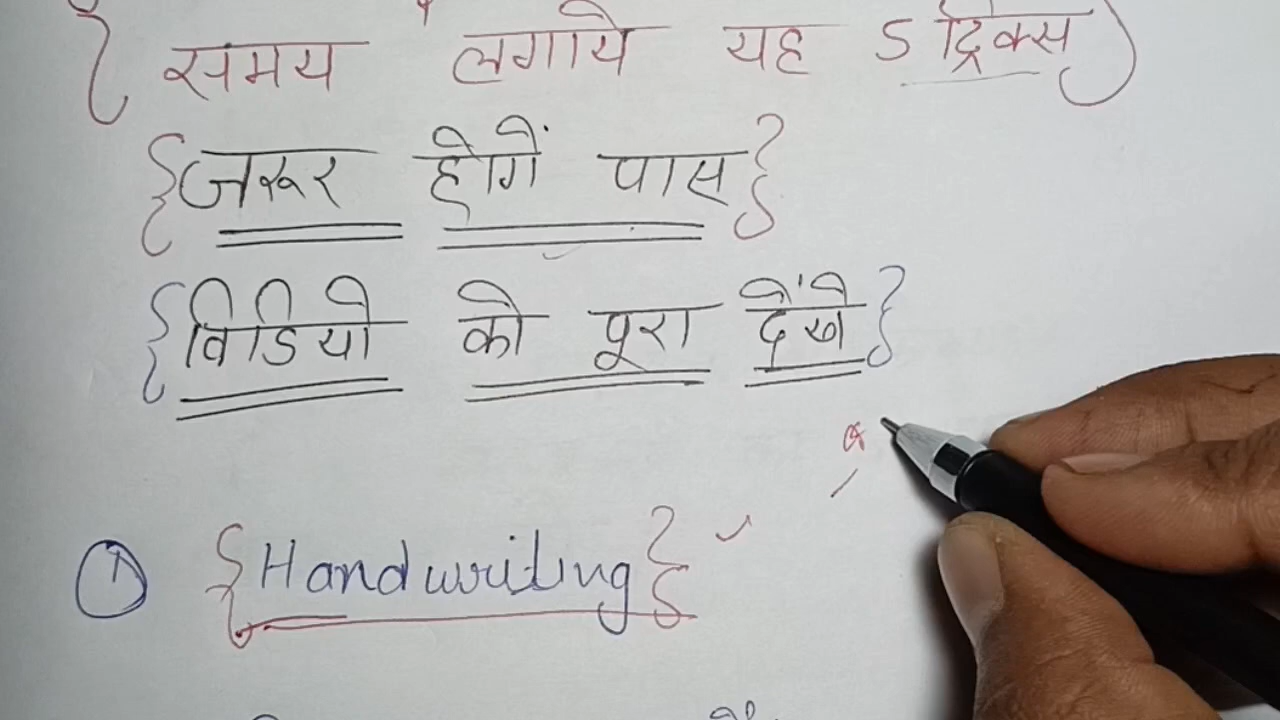 { समय लगाये यह 5 ट्रिक्स }
{ जरूर होगें पास }
{ विडियो को पूरा देंखे }
① { Handwriting }